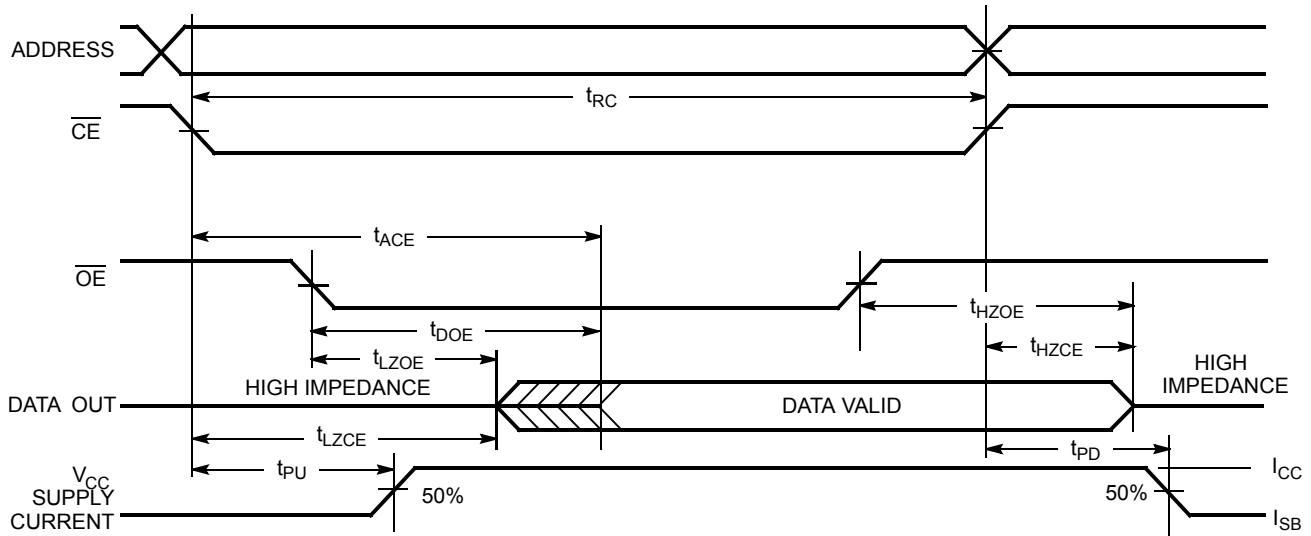 ADDRESS
tRC
CE
tACE
OE
tHZOE
tDOE
tHZCE
tLZOE
HIGH IMPEDANCE
HIGH
IMPEDANCE
DATA OUT
DATA VALID
tLZCE
tPU
tPD
VCC
SUPPLY
CURRENT
50%
50%
ICC
ISB